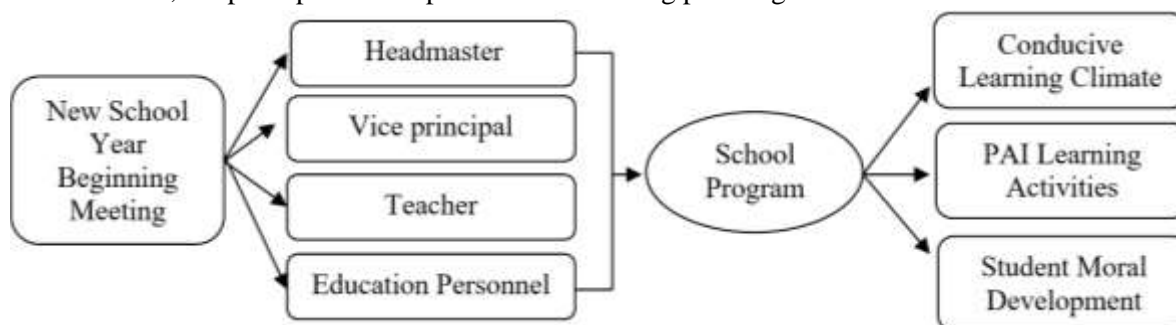 New School
Year
Beginning
Meeting
Headmaster
Vice principal
Teacher
Education Personnel
School
Program
Conducive
Learning Climate
PAI Learning
Activities
Student Moral
Development